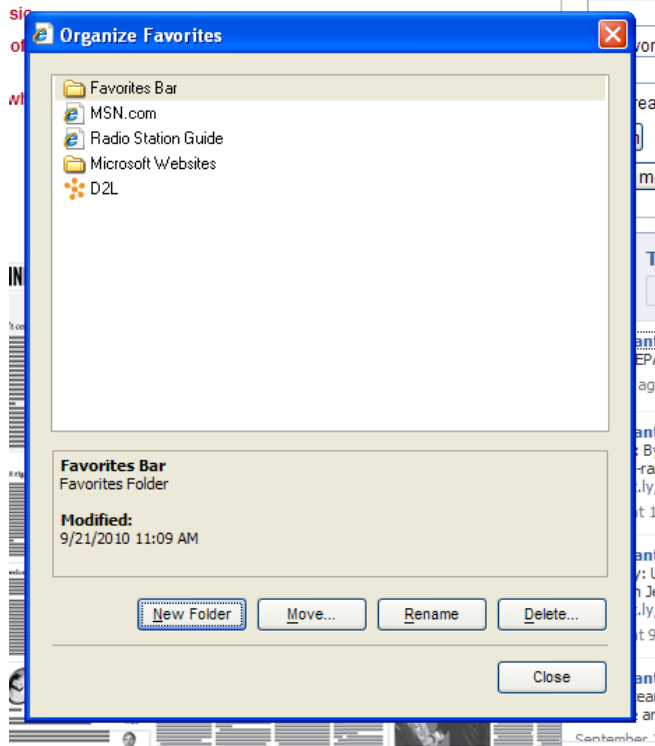 Organize Favorites
Favorites Bar
MSN.com
Radio Station Guide
Microsoft Websites
D2L
Favorites Bar
Favorites Folder
Modified:
9/21/2010 11:09 AM
New Folder Move... Rename Delete...
Close